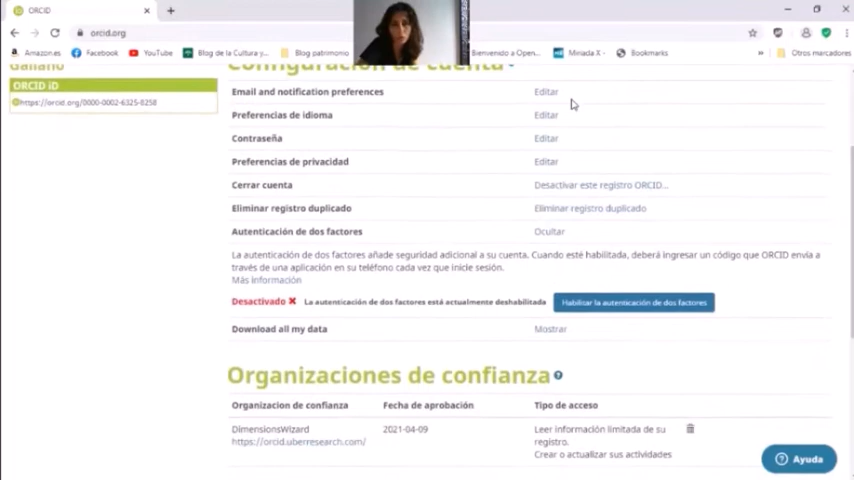 ORCID
orcid.org
Amazon.es Facebook YouTube Blog de la Cultura y... Blog patrimonio Bienvenido a Open... Miriada X - Bookmarks » Otros marcadores
Galiano
Configuración de cuenta
ORCID iD
https://orcid.org/0000-0002-6325-8258
Email and notification preferences Editar
Preferencias de idioma Editar
Contraseña Editar
Preferencias de privacidad Editar
Cerrar cuenta Desactivar este registro ORCID...
Eliminar registro duplicado Eliminar registro duplicado
Autenticación de dos factores Ocultar
La autenticación de dos factores añade seguridad adicional a su cuenta. Cuando esté habilitada, deberá ingresar un código que ORCID envía a
través de una aplicación en su teléfono cada vez que inicie sesión.
Más información
Desactivado ✖ La autenticación de dos factores está actualmente deshabilitada Habilitar la autenticación de dos factores
Download all my data Mostrar
Organizaciones de confianza
Organizacion de confianza Fecha de aprobación Tipo de acceso
DimensionsWizard 2021-04-09 Leer información limitada de su
https://orcid.uberresearch.com/ registro.
Crear o actualizar sus actividades
Ayuda